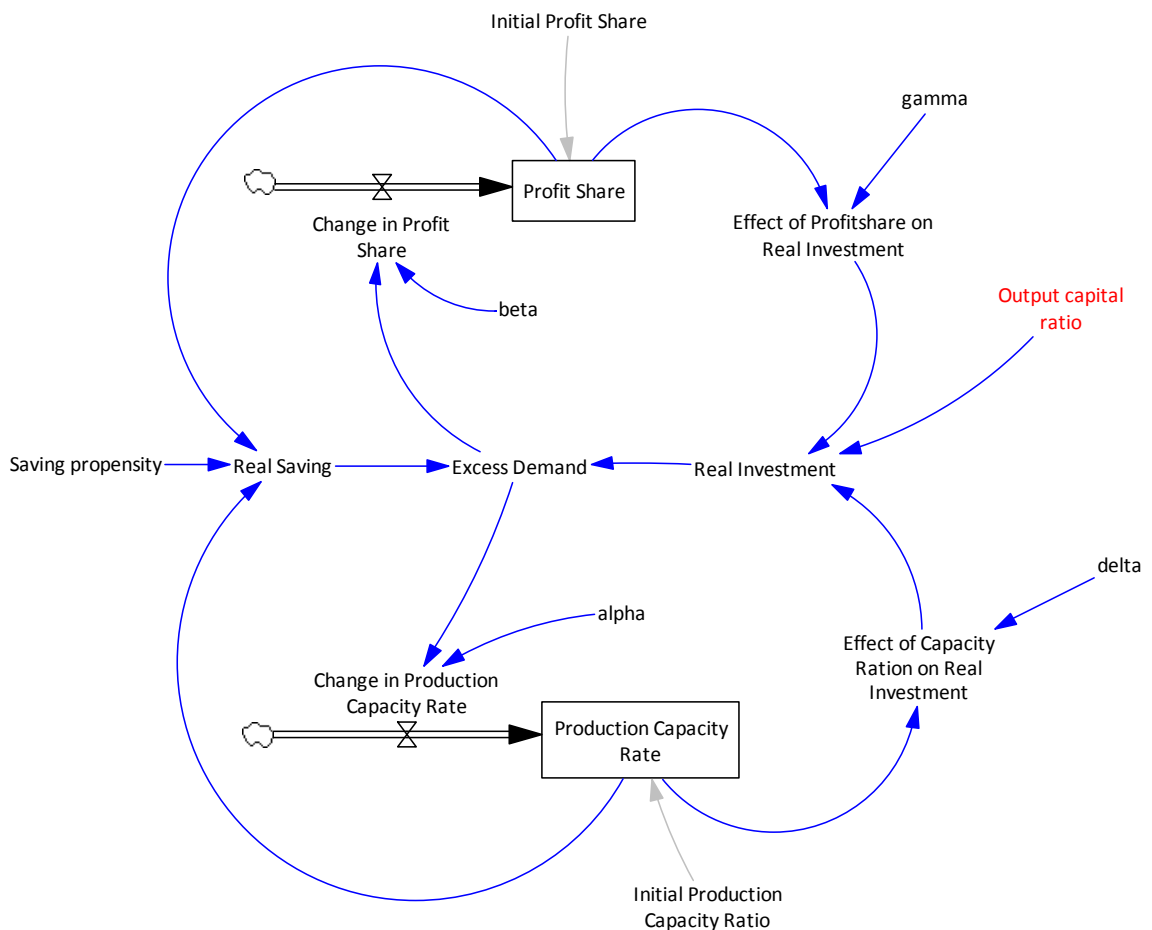 Initial Profit Share
gamma
Profit Share
Change in Profit
Share
Effect of Profitshare on
Real Investment
beta
Output capital
ratio
Saving propensity
Real Saving
Excess Demand
Real Investment
delta
alpha
Effect of Capacity
Ration on Real
Investment
Change in Production
Capacity Rate
Production Capacity
Rate
Initial Production
Capacity Ratio